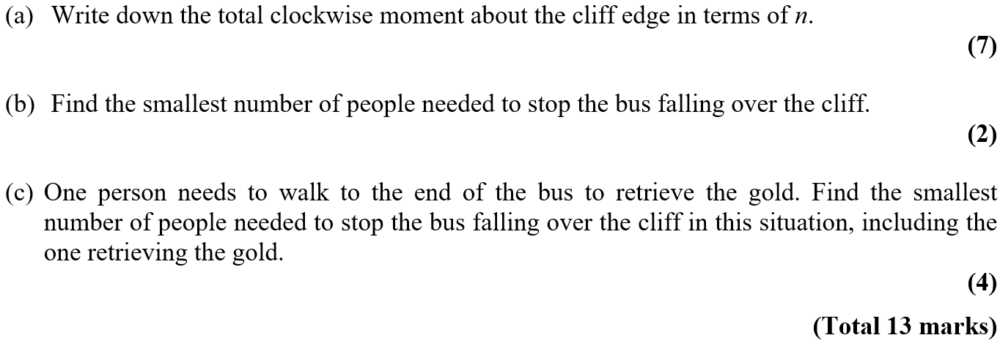 (a) Write down the total clockwise moment about the cliff edge in terms of n.
(7)
(b) Find the smallest number of people needed to stop the bus falling over the cliff.
(2)
(c) One person needs to walk to the end of the bus to retrieve the gold. Find the smallest
number of people needed to stop the bus falling over the cliff in this situation, including the
one retrieving the gold.
(4)
(Total 13 marks)